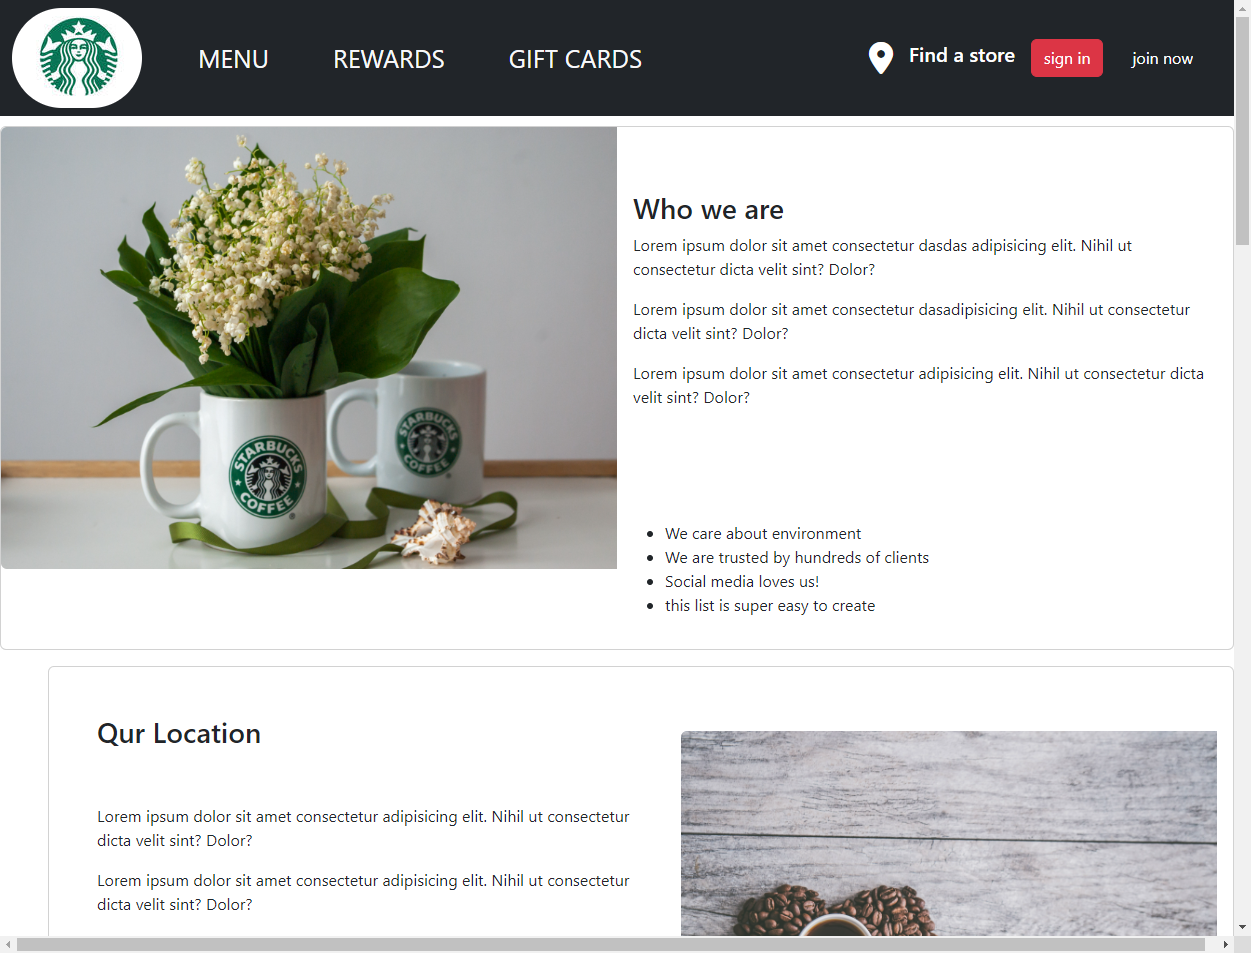 MENU REWARDS GIFT CARDS Find a store sign in join now
Who we are
Lorem ipsum dolor sit amet consectetur dasdas adipisicing elit. Nihil ut
consectetur dicta velit sint? Dolor?
Lorem ipsum dolor sit amet consectetur dasadipisicing elit. Nihil ut consectetur
dicta velit sint? Dolor?
Lorem ipsum dolor sit amet consectetur adipisicing elit. Nihil ut consectetur dicta
velit sint? Dolor?
STARBUCKS
COFFEE
STARBUCKS
COFFEE
We care about environment
We are trusted by hundreds of clients
Social media loves us!
this list is super easy to create
Qur Location
Lorem ipsum dolor sit amet consectetur adipisicing elit. Nihil ut consectetur
dicta velit sint? Dolor?
Lorem ipsum dolor sit amet consectetur adipisicing elit. Nihil ut consectetur
dicta velit sint? Dolor?